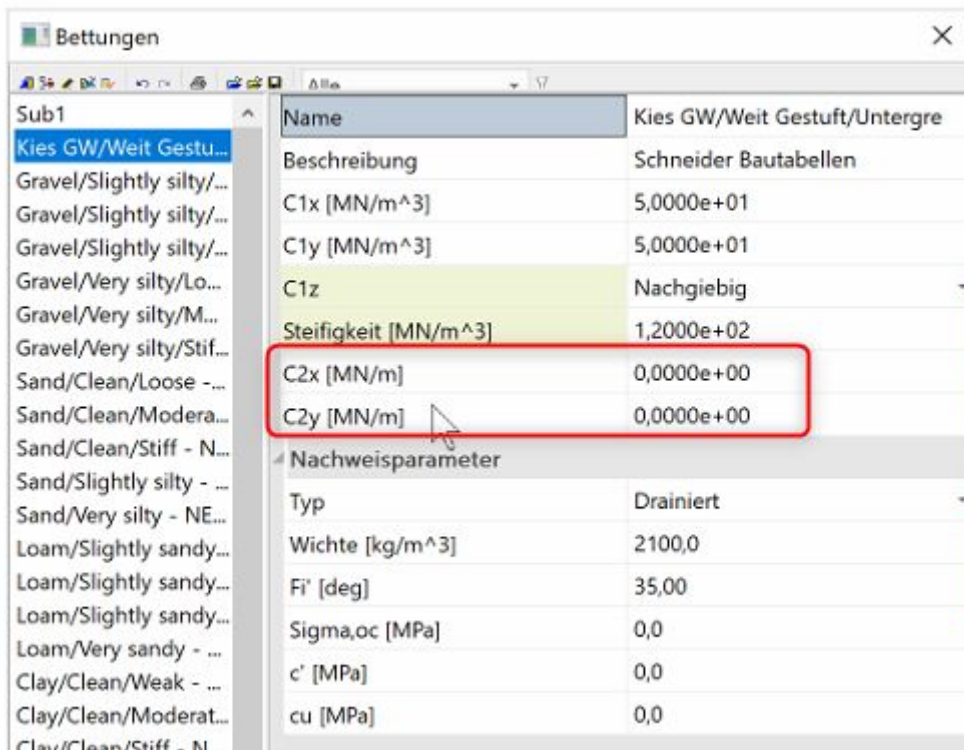 Bettungen
Alle
Sub1
Kies GW/Weit Gestu...
Gravel/Slightly silty/...
Gravel/Slightly silty/...
Gravel/Slightly silty/...
Gravel/Very silty/Lo...
Gravel/Very silty/M...
Gravel/Very silty/Stif...
Sand/Clean/Loose -...
Sand/Clean/Modera...
Sand/Clean/Stiff - N...
Sand/Slightly silty - ...
Sand/Very silty - NE...
Loam/Slightly sandy...
Loam/Slightly sandy...
Loam/Slightly sandy...
Loam/Very sandy - ...
Clay/Clean/Weak - ...
Clay/Clean/Moderat...
Clay/Clean/Stiff - N...
Name Kies GW/Weit Gestuft/Untergre
Beschreibung Schneider Bautabellen
C1x [MN/m^3] 5,0000e+01
C1y [MN/m^3] 5,0000e+01
C1z Nachgiebig
Steifigkeit [MN/m^3] 1,2000e+02
C2x [MN/m] 0,0000e+00
C2y [MN/m] 0,0000e+00
Nachweisparameter
Typ Drainiert
Wichte [kg/m^3] 2100,0
Fi' [deg] 35,00
Sigma,oc [MPa] 0,0
c' [MPa] 0,0
cu [MPa] 0,0